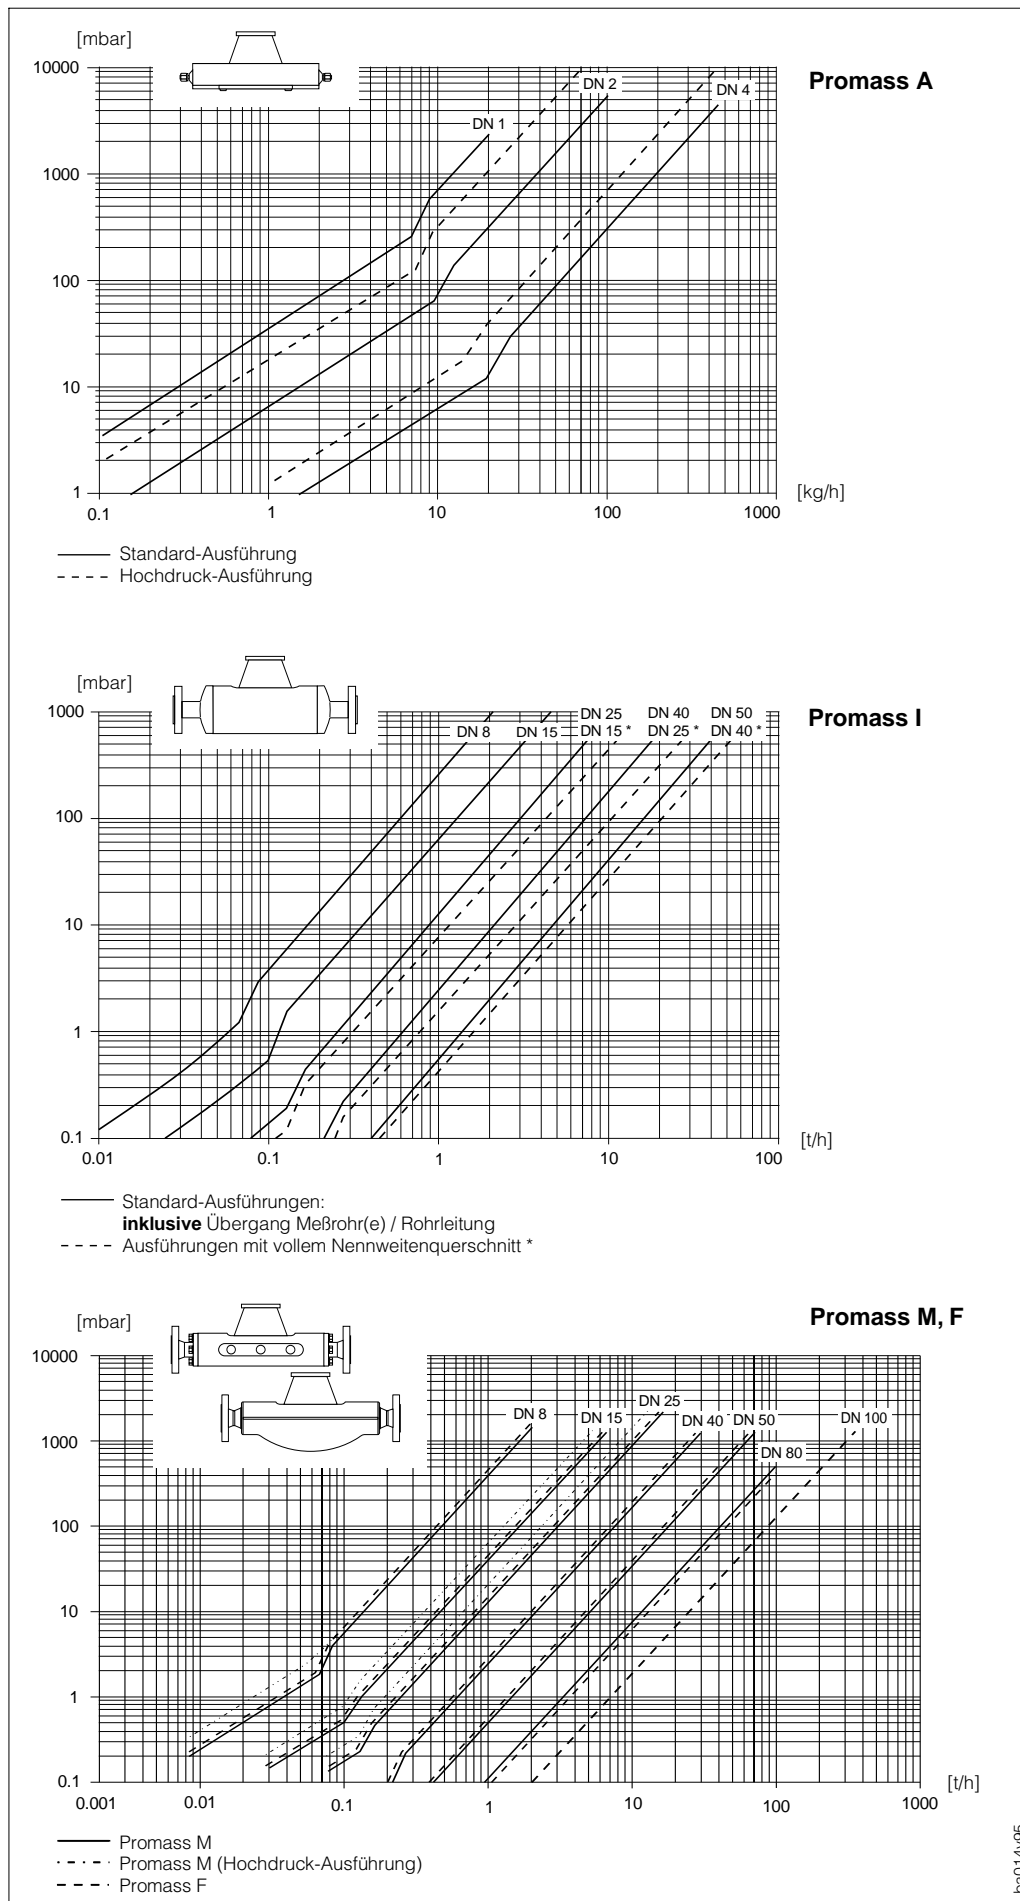 [mbar]
Promass A
10000
DN 2
DN 4
DN 1
1000
100
10
1
[kg/h]
0.1
1
10
100
1000
Standard-Ausführung
Hochdruck-Ausführung
[mbar]
Promass I
1000
DN 25
DN 40
DN 50
DN 8
DN 15
DN 15 *
DN 25 *
DN 40 *
100
10
1
0.1
[t/h]
0.01
0.1
1
10
100
Standard-Ausführungen:
inklusive Übergang Meßrohr(e) / Rohrleitung
Ausführungen mit vollem Nennweitenquerschnitt *
[mbar]
Promass M, F
10000
DN 25
DN 8
DN 15
DN 40
DN 50
DN 100
1000
DN 80
100
10
1
0.1
[t/h]
0.001
0.01
0.1
1
10
100
1000
Promass M
Promass M (Hochdruck-Ausführung)
Promass F